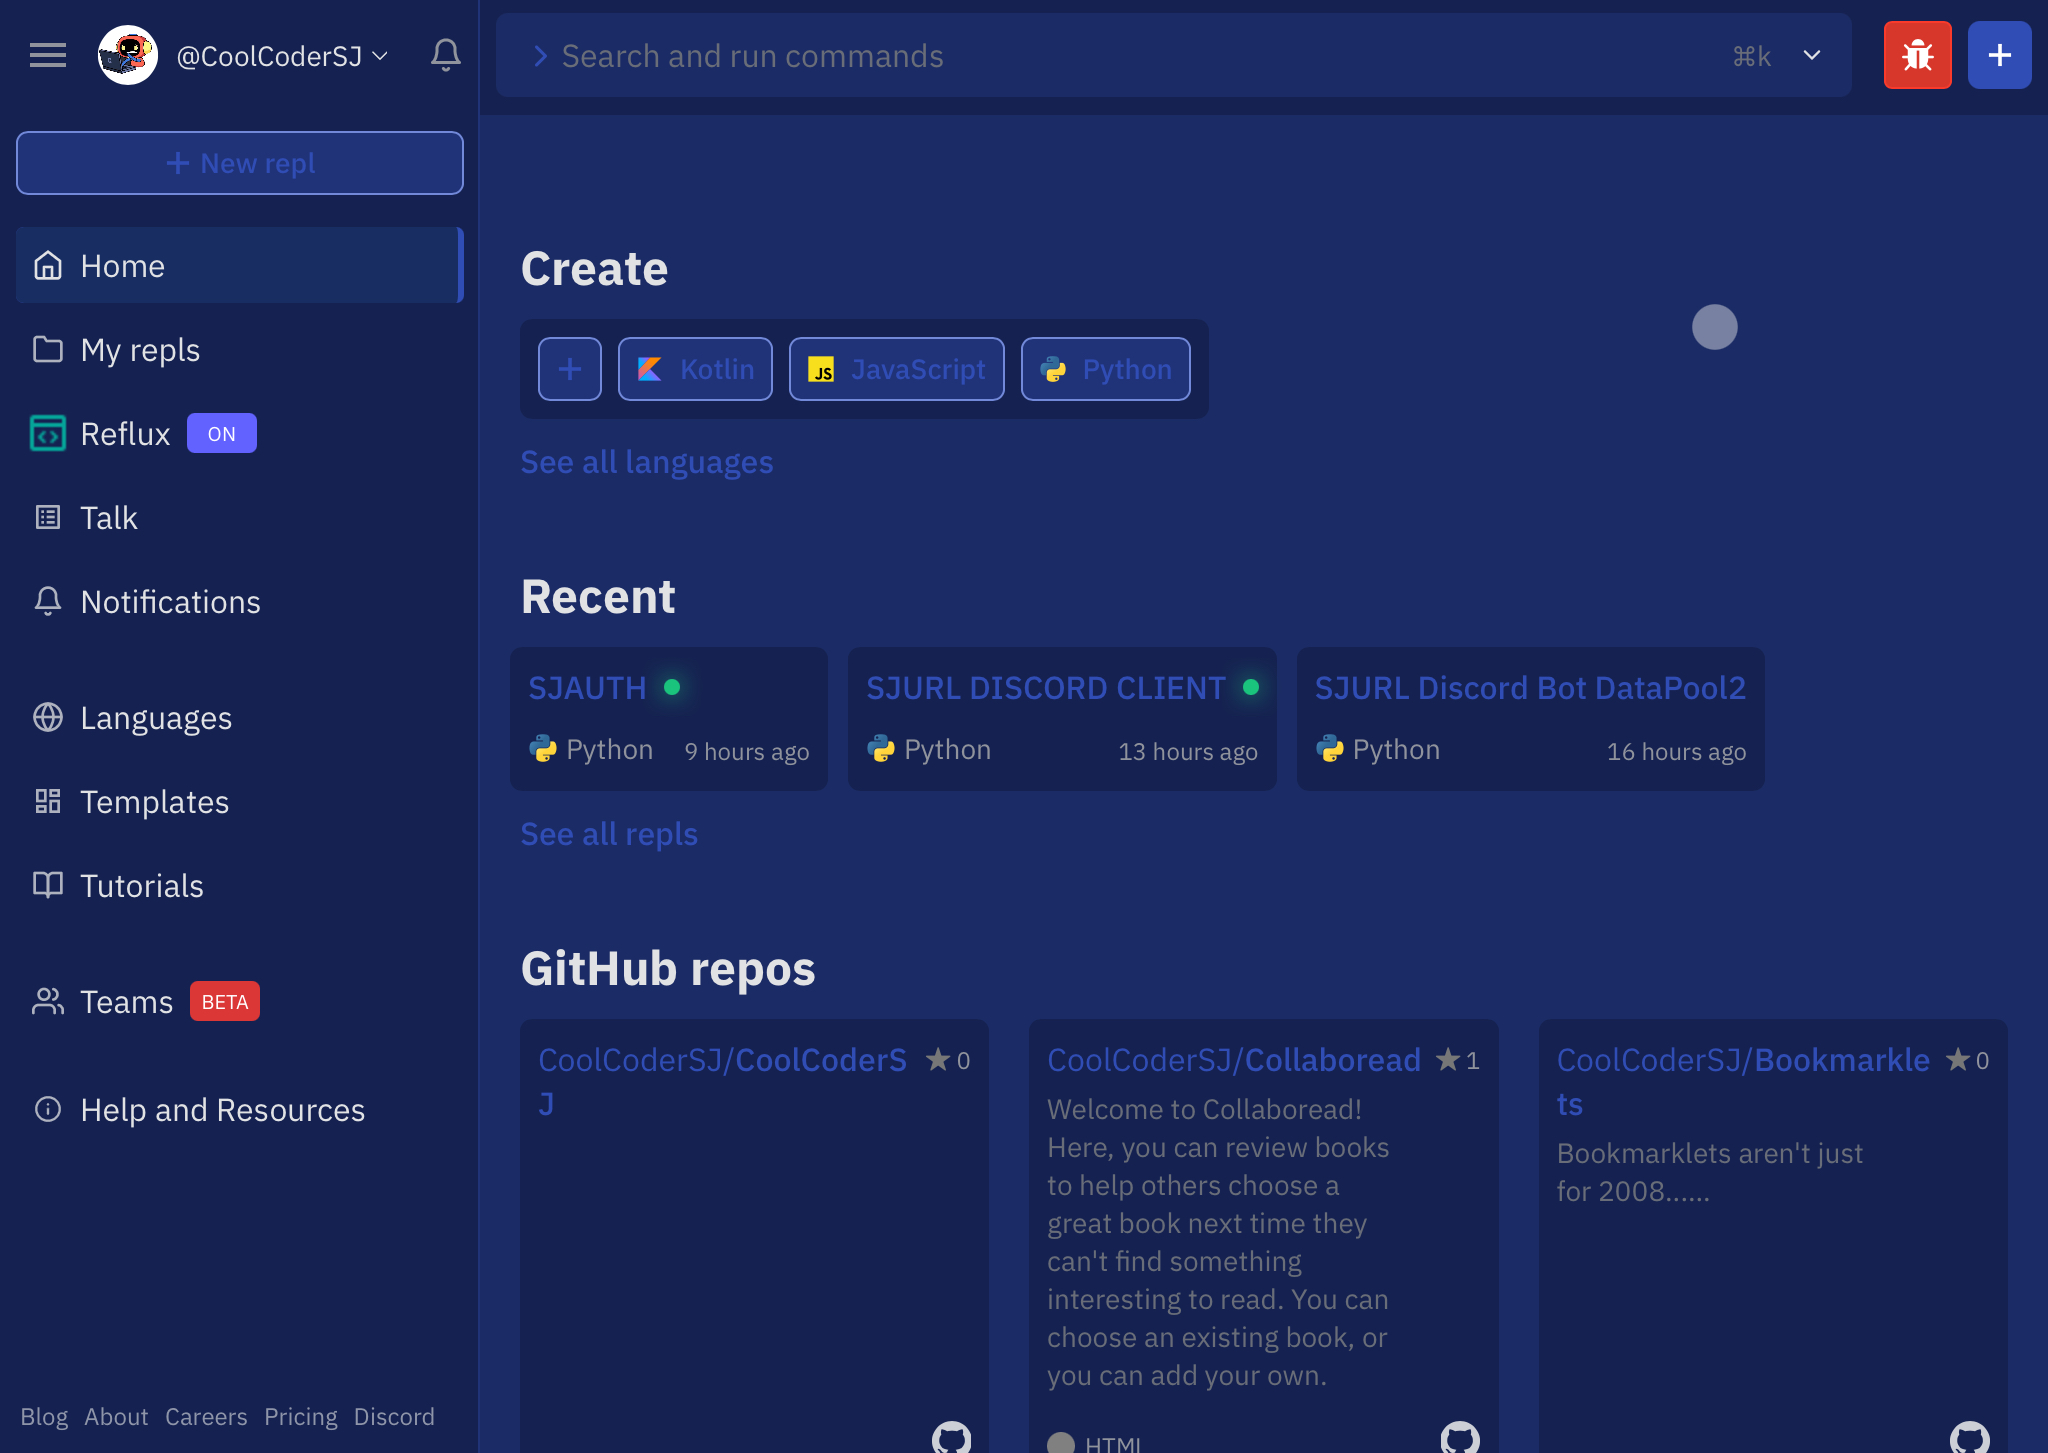 @CoolCoderSJ
Search and run commands
⌘k
+ New repl
Home
My repls
Reflux ON
Talk
Notifications
Languages
Templates
Tutorials
Teams BETA
Help and Resources
Blog About Careers Pricing Discord
Create
+ Kotlin JS JavaScript Python
See all languages
Recent
SJAUTH
Python 9 hours ago
SJURL DISCORD CLIENT
Python 13 hours ago
SJURL Discord Bot DataPool2
Python 16 hours ago
See all repls
GitHub repos
CoolCoderSJ/CoolCoderS ★ 0
J
CoolCoderSJ/Collaboread ★ 1
Welcome to Collaboread!
Here, you can review books
to help others choose a
great book next time they
can't find something
interesting to read. You can
choose an existing book, or
you can add your own.
HTML
CoolCoderSJ/Bookmarkle ★ 0
ts
Bookmarklets aren't just
for 2008......